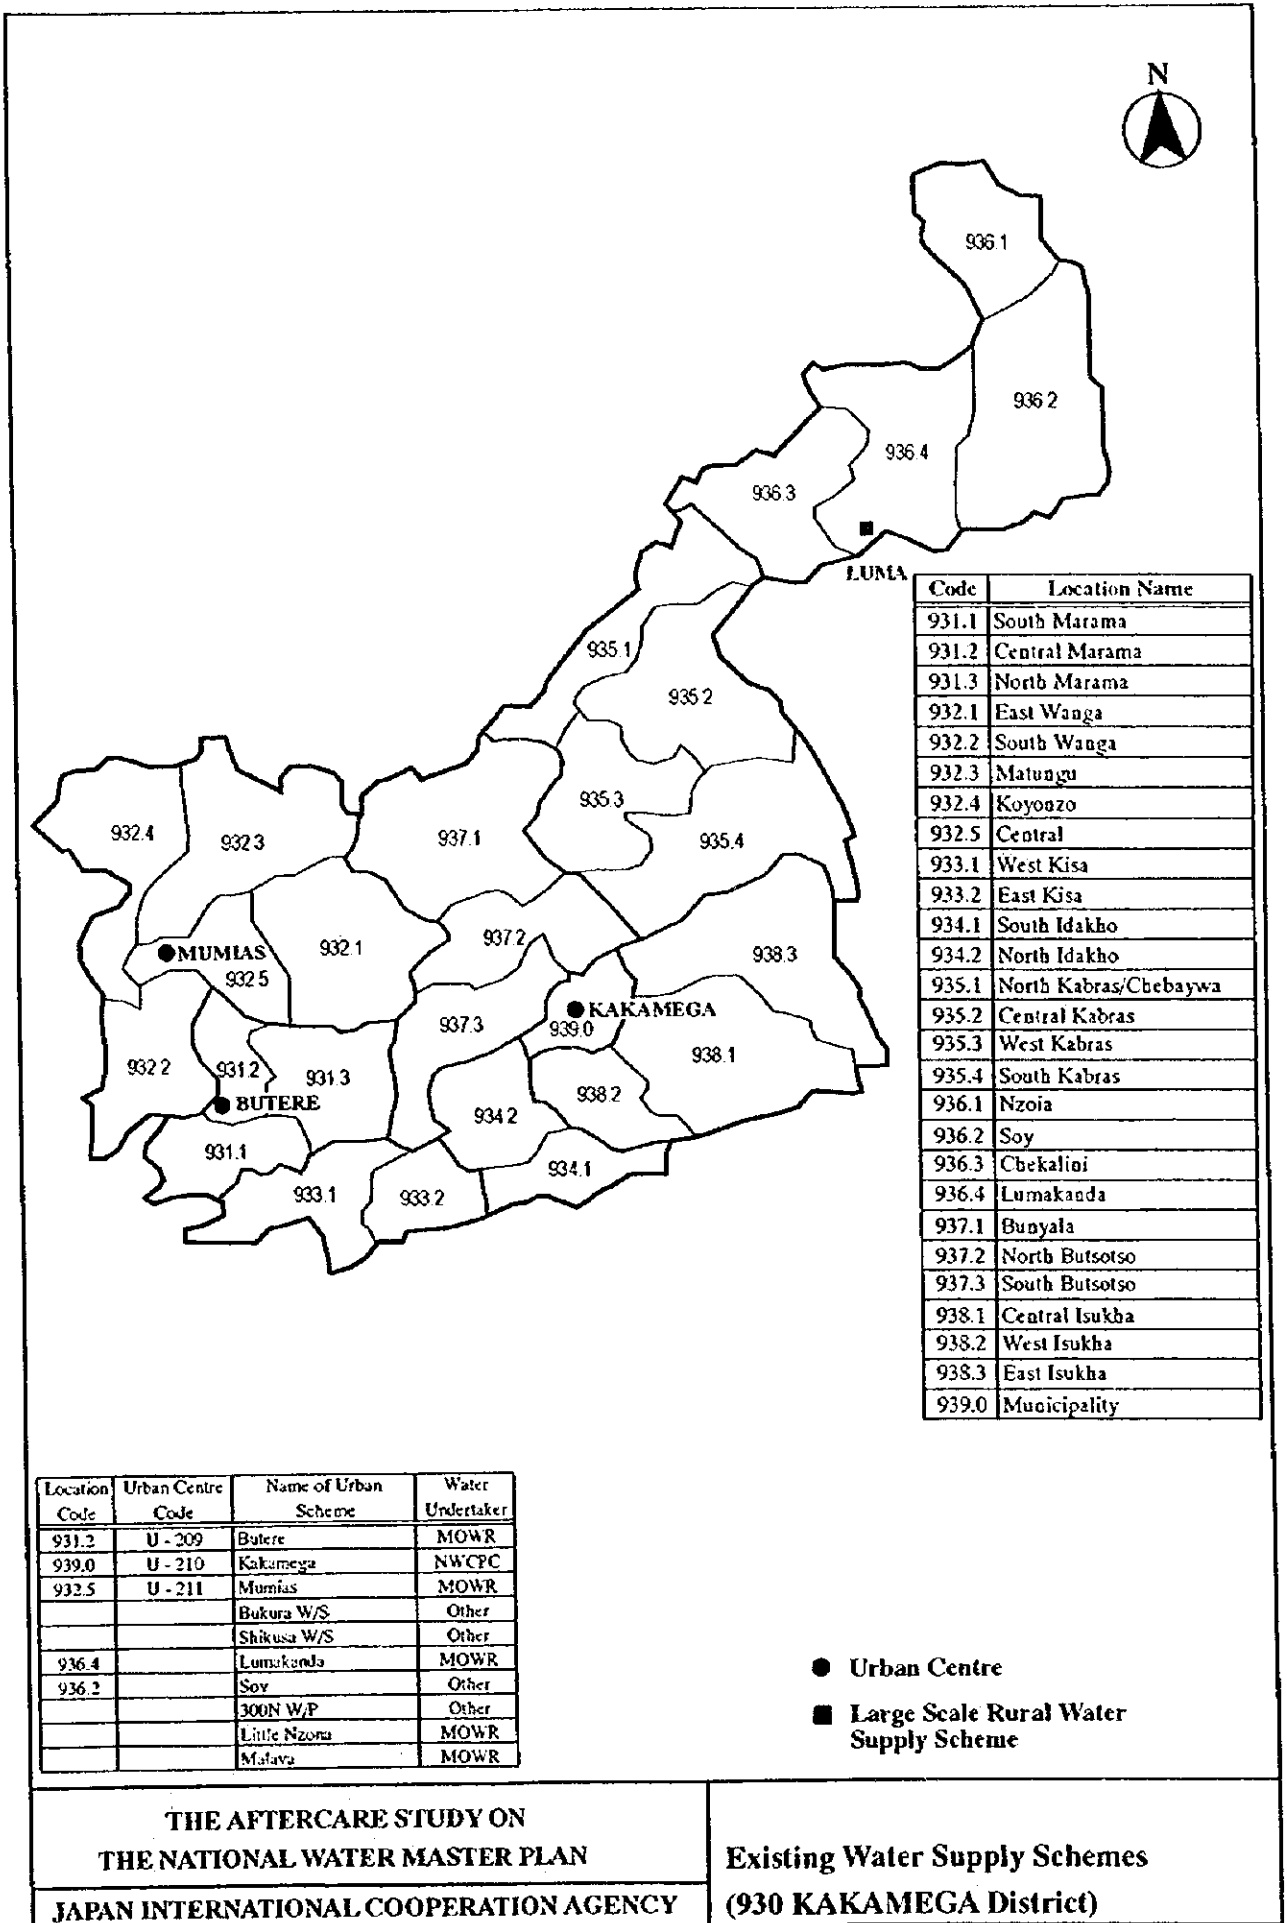 N
936.1
936.2
936.4
936.3
LUMA
935.1
935.2
935.3
935.4
932.4
932.3
937.1
937.2
932.1
MUMIAS
932.5
938.3
KAKAMEGA
939.0
937.3
938.1
932.2
931.2
931.3
BUTERE
938.2
934.2
931.1
934.1
933.1
933.2
Code Location Name
931.1 South Marama
931.2 Central Marama
931.3 North Marama
932.1 East Wanga
932.2 South Wanga
932.3 Matungu
932.4 Koyonzo
932.5 Central
933.1 West Kisa
933.2 East Kisa
934.1 South Idakho
934.2 North Idakho
935.1 North Kabras/Chebaywa
935.2 Central Kabras
935.3 West Kabras
935.4 South Kabras
936.1 Nzoia
936.2 Soy
936.3 Chekalini
936.4 Lumakanda
937.1 Bunyala
937.2 North Butsotso
937.3 South Butsotso
938.1 Central Isukha
938.2 West Isukha
938.3 East Isukha
939.0 Municipality
Location Urban Centre Name of Urban Water
Code Code Scheme Undertaker
931.2 U - 209 Butere MOWR
939.0 U - 210 Kakamega NWCPC
932.5 U - 211 Mumias MOWR
Bukura W/S Other
Shikusa W/S Other
936.4 Lumakanda MOWR
936.2 Soy Other
300N W/P Other
Little Nzoia MOWR
Malava MOWR
Urban Centre
Large Scale Rural Water
Supply Scheme
THE AFTERCARE STUDY ON
THE NATIONAL WATER MASTER PLAN
JAPAN INTERNATIONAL COOPERATION AGENCY
Existing Water Supply Schemes
(930 KAKAMEGA District)